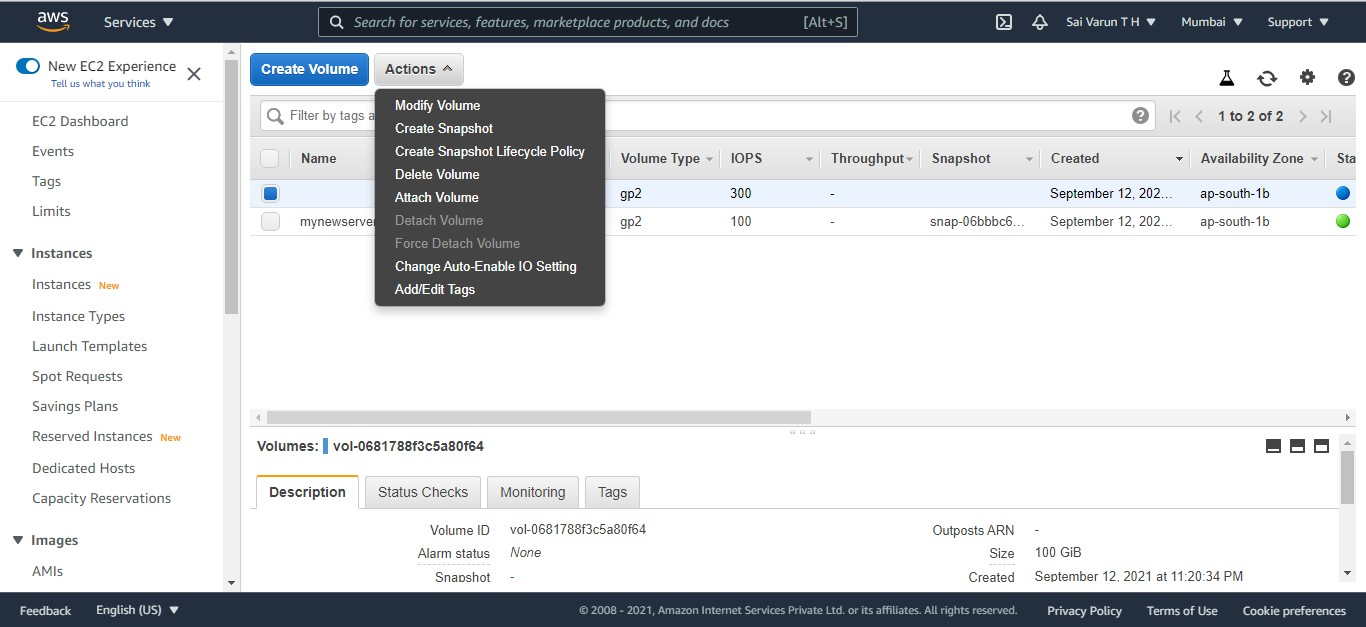 aws Services Search for services, features, marketplace products, and docs [Alt+S] Sai Varun T H Mumbai Support
New EC2 Experience
Tell us what you think
EC2 Dashboard
Events
Tags
Limits
Instances
Instances New
Instance Types
Launch Templates
Spot Requests
Savings Plans
Reserved Instances New
Dedicated Hosts
Capacity Reservations
Images
AMIs
Create Volume Actions
Modify Volume
Create Snapshot
Create Snapshot Lifecycle Policy
Delete Volume
Attach Volume
Detach Volume
Force Detach Volume
Change Auto-Enable IO Setting
Add/Edit Tags
Filter by tags a 1 to 2 of 2
Name Volume Type IOPS Throughput Snapshot Created Availability Zone Sta
gp2 300 - September 12, 202... ap-south-1b
mynewserver gp2 100 - snap-06bbbc6... September 12, 202... ap-south-1b
Volumes: vol-0681788f3c5a80f64
Description Status Checks Monitoring Tags
Volume ID vol-0681788f3c5a80f64 Outposts ARN -
Alarm status None Size 100 GiB
Snapshot - Created September 12, 2021 at 11:20:34 PM
Feedback English (US) © 2008 - 2021, Amazon Internet Services Private Ltd. or its affiliates. All rights reserved. Privacy Policy Terms of Use Cookie preferences